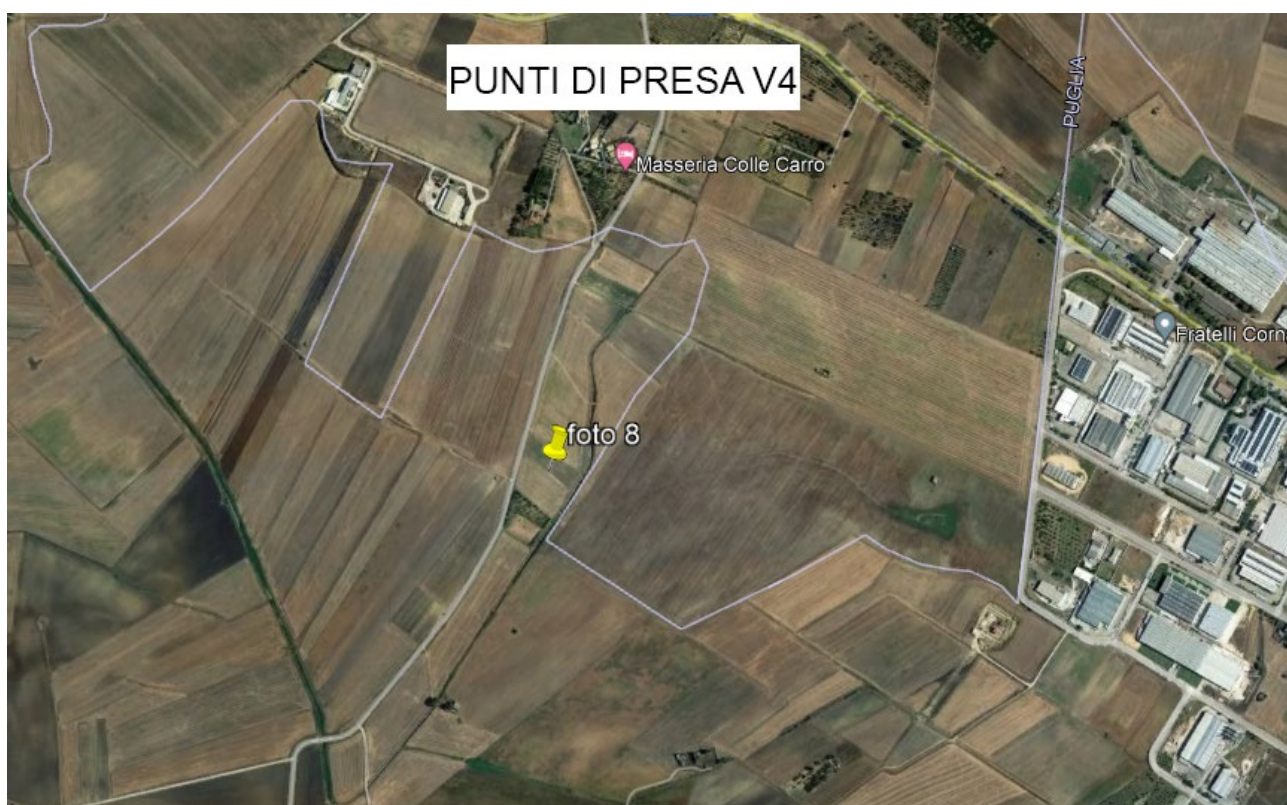 PUNTI DI PRESA V4
PUGLIA
Masseria Colle Carro
Fratelli Corn
foto 8